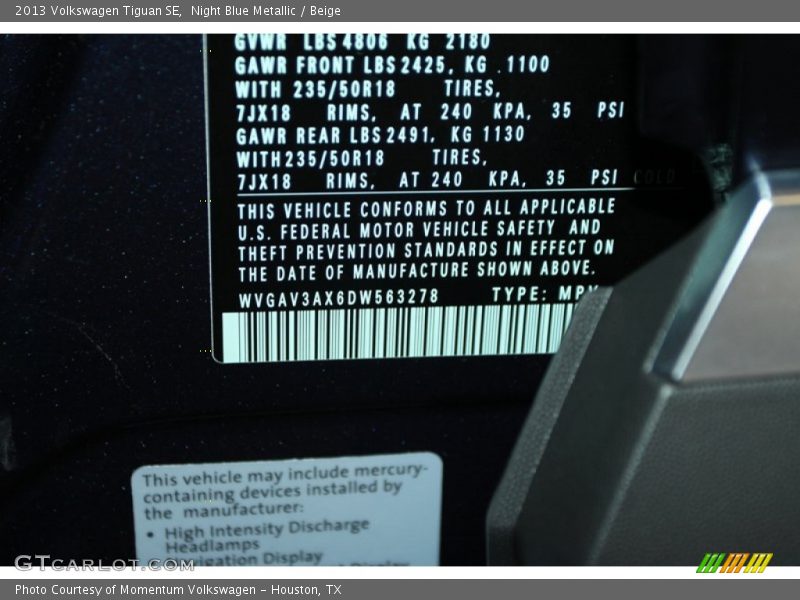 2013 Volkswagen Tiguan SE,  Night Blue Metallic / Beige
GVWR LBS 4806 KG 2180
GAWR FRONT LBS 2425, KG 1100
WITH 235/50R18 TIRES,
7JX18 RIMS, AT 240 KPA, 35 PSI
GAWR REAR LBS 2491, KG 1130
WITH 235/50R18 TIRES,
7JX18 RIMS, AT 240 KPA, 35 PSI COLD
THIS VEHICLE CONFORMS TO ALL APPLICABLE
U.S. FEDERAL MOTOR VEHICLE SAFETY AND
THEFT PREVENTION STANDARDS IN EFFECT ON
THE DATE OF MANUFACTURE SHOWN ABOVE.
WVGAV3AX6DW563278 TYPE: MPV
This vehicle may include mercury-
containing devices installed by
the manufacturer:
• High Intensity Discharge
Headlamps
Navigation Display
GTcarlot.com
Photo Courtesy of Momentum Volkswagen - Houston, TX